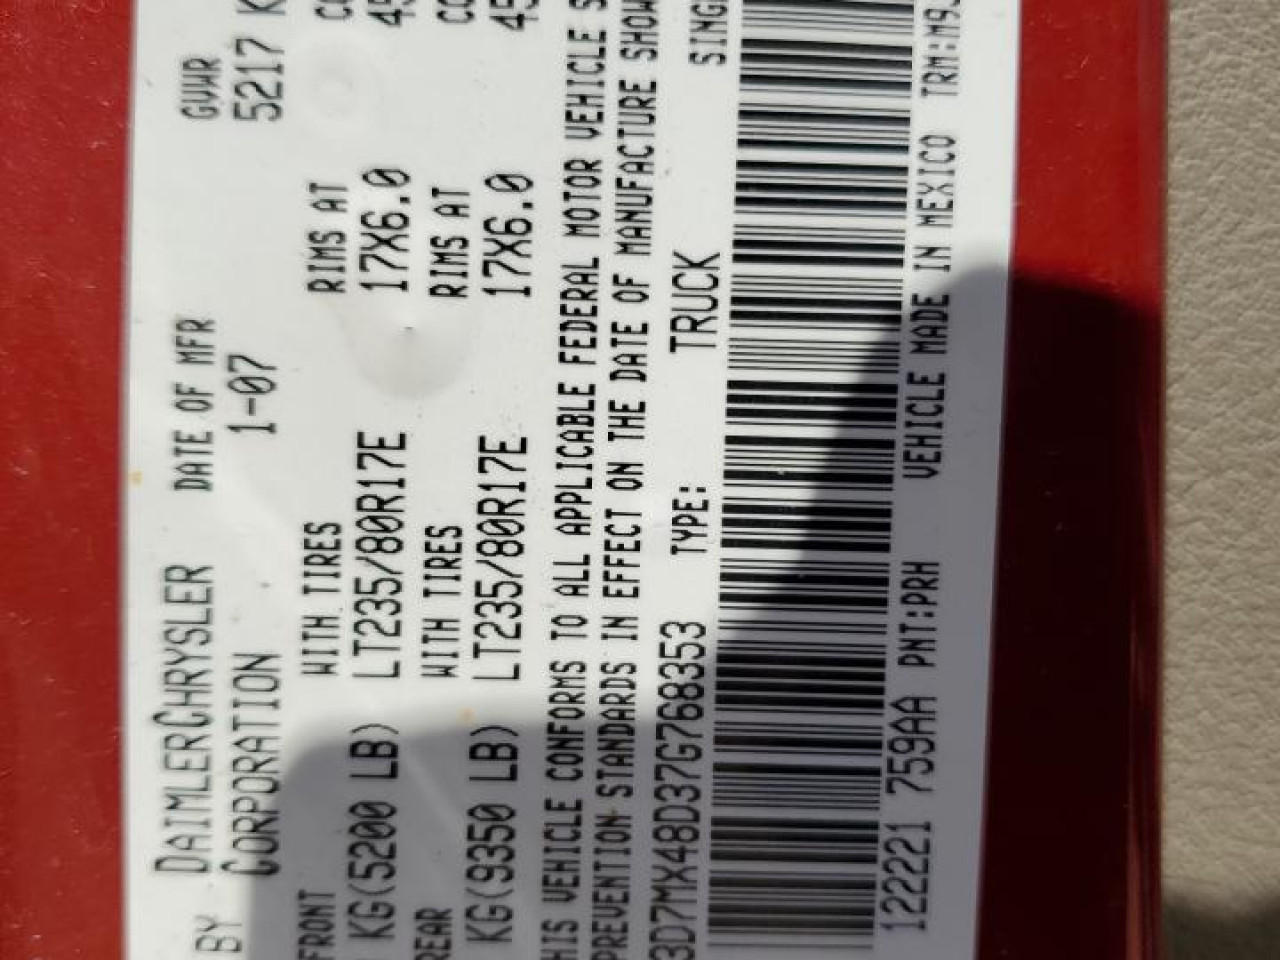 BY DAIMLERCHRYSLER DATE OF MFR GVWR
CORPORATION 1-07 5217 K
FRONT WITH TIRES RIMS AT
KG(5200 LB) LT235/80R17E 17X6.0
REAR WITH TIRES RIMS AT
KG(9350 LB) LT235/80R17E 17X6.0
HIS VEHICLE CONFORMS TO ALL APPLICABLE FEDERAL MOTOR VEHICLE S
PREVENTION STANDARDS IN EFFECT ON THE DATE OF MANUFACTURE SHOW
3D7MX48D37G768353 TYPE: TRUCK SING
122221 759AA PNT:PRH VEHICLE MADE IN MEXICO TRM:M9J